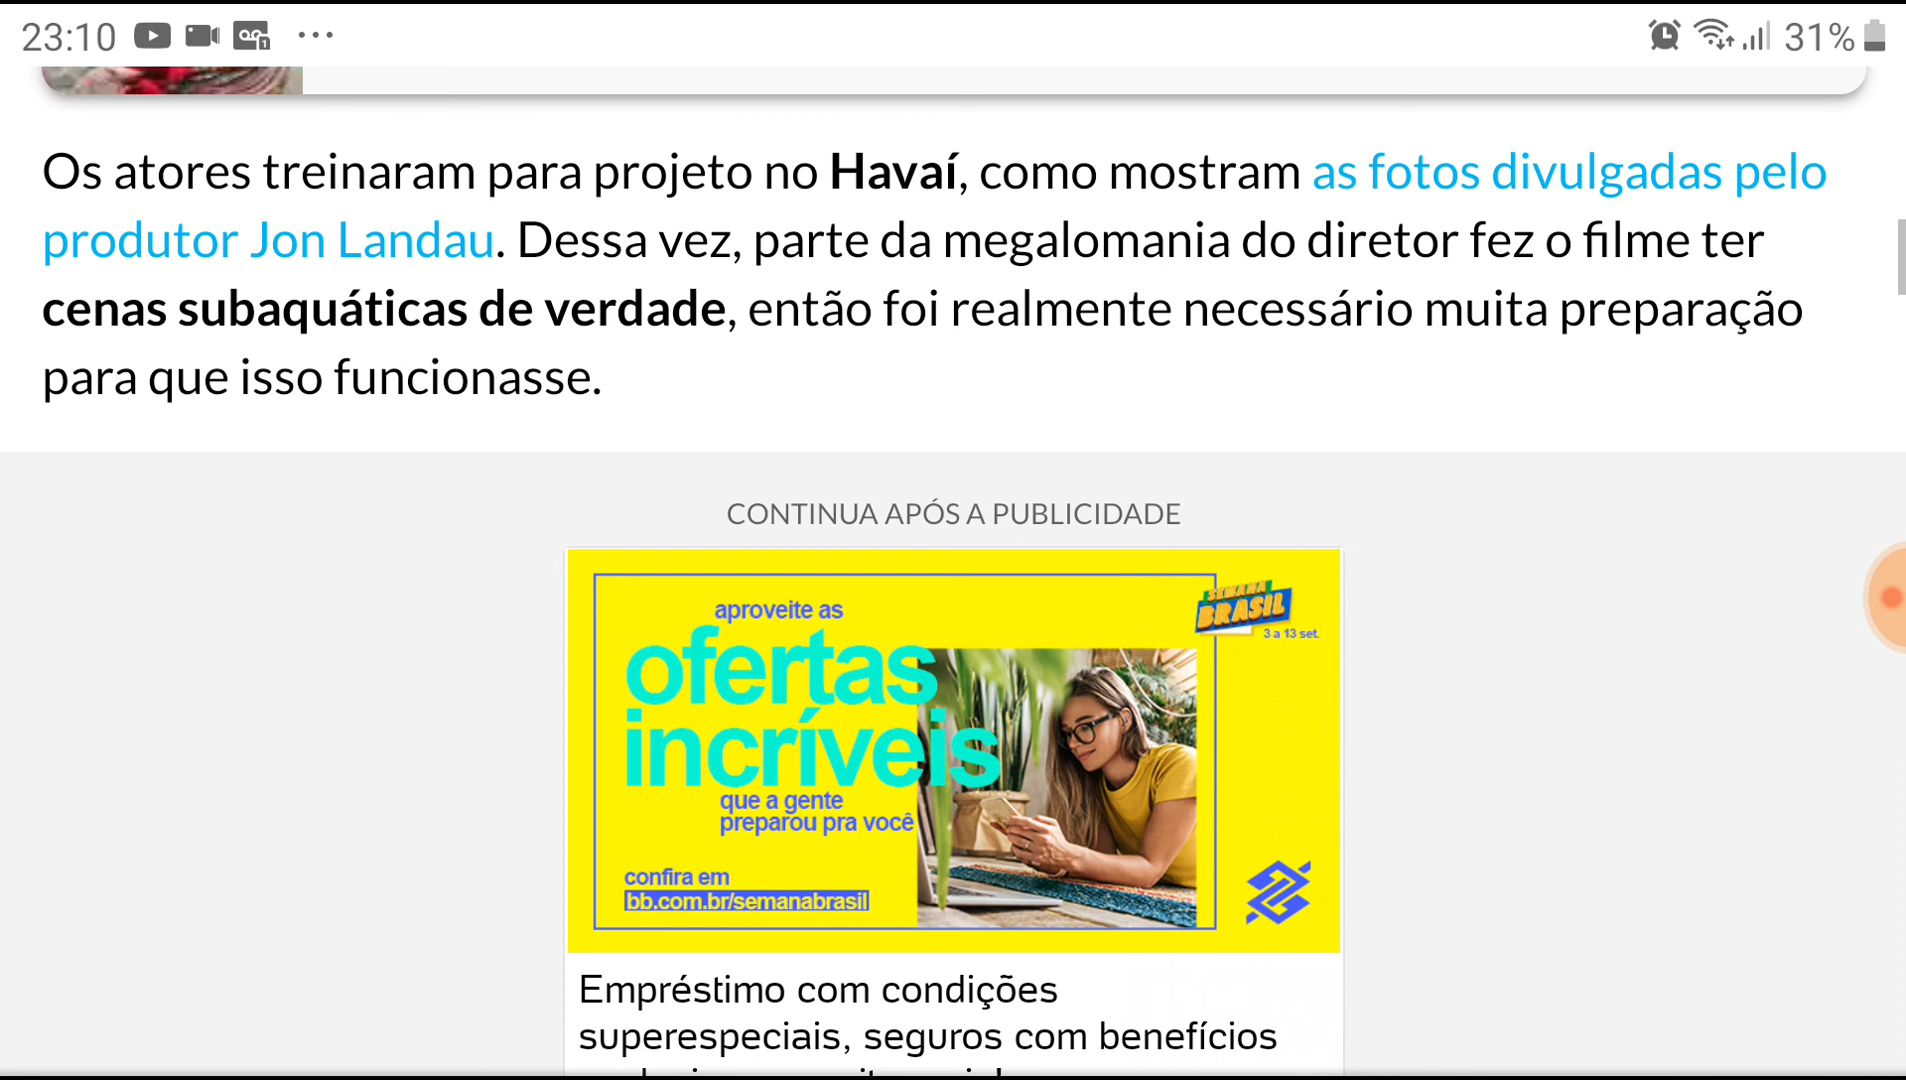 23:10
31%
Os atores treinaram para projeto no Havaí, como mostram as fotos divulgadas pelo
produtor Jon Landau. Dessa vez, parte da megalomania do diretor fez o filme ter
cenas subaquáticas de verdade, então foi realmente necessário muita preparação
para que isso funcionasse.
CONTINUA APÓS A PUBLICIDADE
aproveite as
ofertas
incríveis
que a gente
preparou pra você
confira em
bb.com.br/semanabrasil
SEMANA
BRASIL
3 a 13 set.
Empréstimo com condições
superespeciais, seguros com benefícios